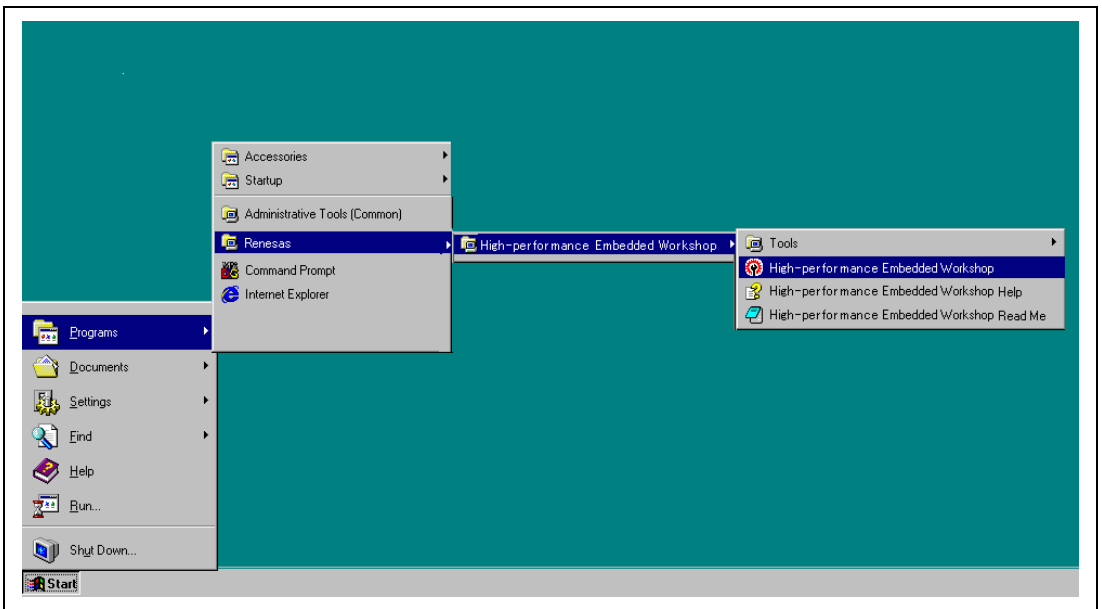 Accessories
Startup
Administrative Tools (Common)
Renesas
High-performance Embedded Workshop
Tools
High-performance Embedded Workshop
Command Prompt
High-performance Embedded Workshop Help
Internet Explorer
High-performance Embedded Workshop Read Me
Programs
Documents
Settings
Find
Help
Run...
Shut Down...
Start